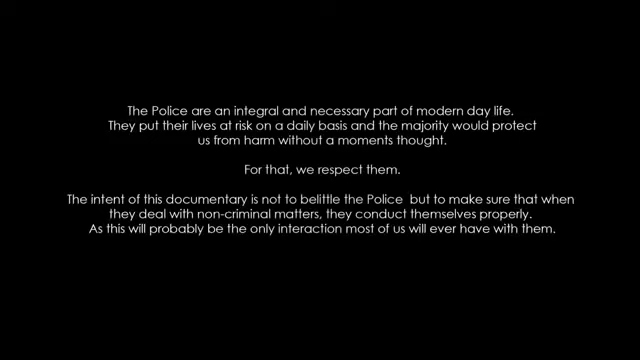 The Police are an integral and necessary part of modern day life.
They put their lives at risk on a daily basis and the majority would protect
us from harm without a moments thought.
For that, we respect them.
The intent of this documentary is not to belittle the Police but to make sure that when
they deal with non-criminal matters, they conduct themselves properly.
As this will probably be the only interaction most of us will ever have with them.